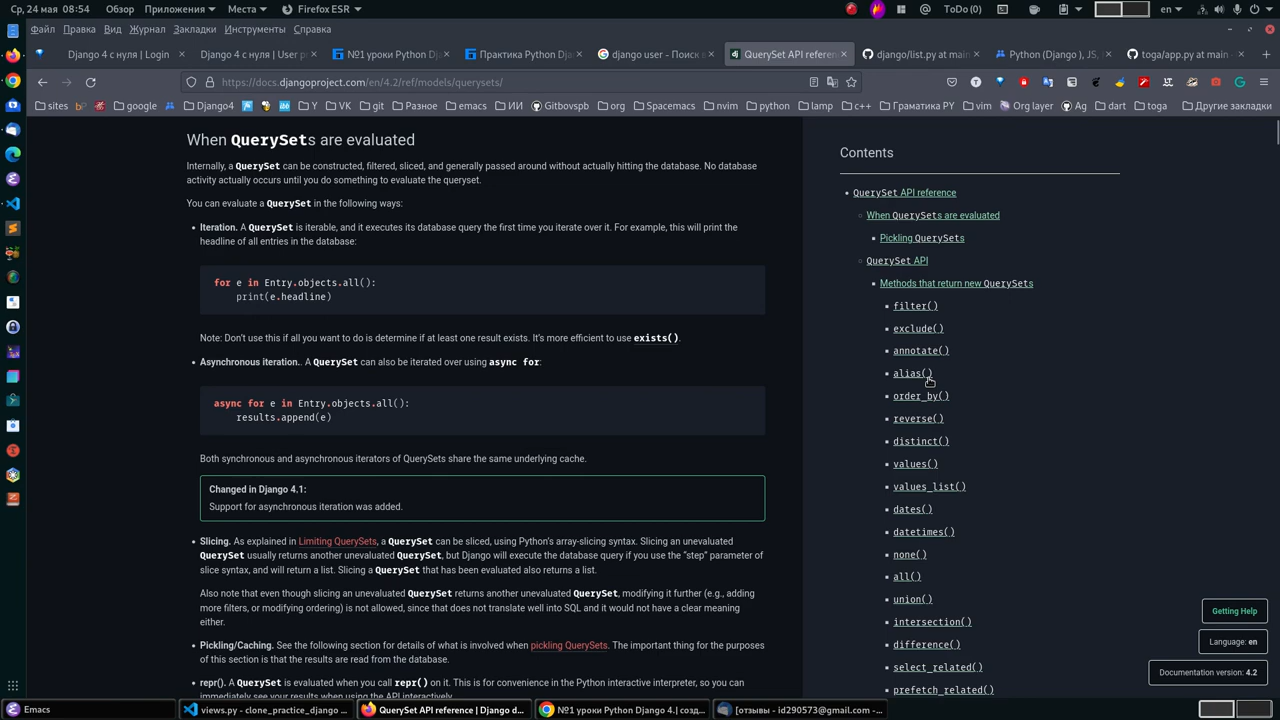 Ср, 24 мая 08:54
Обзор
Приложения
Места
Firefox ESR
ToDo (0)
en
Файл Правка Вид Журнал Закладки Инструменты Справка
Django 4 с нуля | Login
Django 4 с нуля | User p
№1 уроки Python Dj
Практика Python Dj
django user - Поиск
QuerySet API referen
django/list.py at main
Python (Django ), JS,
toga/app.py at main
https://docs.djangoproject.com/en/4.2/ref/models/querysets/
sites
google
Django4
Y
VK
git
Разное
emacs
ИИ
Gitbovspb
org
Spacemacs
nvim
python
lamp
c++
Граматика РУ
vim
Org layer
Ag
dart
toga
Другие закладки
When QuerySets are evaluated
Internally, a QuerySet can be constructed, filtered, sliced, and generally passed around without actually hitting the database. No database
activity actually occurs until you do something to evaluate the queryset.
You can evaluate a QuerySet in the following ways:
Iteration. A QuerySet is iterable, and it executes its database query the first time you iterate over it. For example, this will print the
headline of all entries in the database:
for e in Entry.objects.all():
print(e.headline)
Note: Don't use this if all you want to do is determine if at least one result exists. It's more efficient to use exists().
Asynchronous iteration.. A QuerySet can also be iterated over using async for:
async for e in Entry.objects.all():
results.append(e)
Both synchronous and asynchronous iterators of QuerySets share the same underlying cache.
Changed in Django 4.1:
Support for asynchronous iteration was added.
Slicing. As explained in Limiting QuerySets, a QuerySet can be sliced, using Python's array-slicing syntax. Slicing an unevaluated
QuerySet usually returns another unevaluated QuerySet, but Django will execute the database query if you use the "step" parameter of
slice syntax, and will return a list. Slicing a QuerySet that has been evaluated also returns a list.
Also note that even though slicing an unevaluated QuerySet returns another unevaluated QuerySet, modifying it further (e.g., adding
more filters, or modifying ordering) is not allowed, since that does not translate well into SQL and it would not have a clear meaning
either.
Pickling/Caching. See the following section for details of what is involved when pickling QuerySets. The important thing for the purposes
of this section is that the results are read from the database.
repr(). A QuerySet is evaluated when you call repr() on it. This is for convenience in the Python interactive interpreter, so you can
immediately see your results when using the API interactively.
Contents
QuerySet API reference
When QuerySets are evaluated
Pickling QuerySets
QuerySet API
Methods that return new QuerySets
filter()
exclude()
annotate()
alias()
order_by()
reverse()
distinct()
values()
values_list()
dates()
datetimes()
none()
all()
union()
intersection()
difference()
select_related()
prefetch_related()
Getting Help
Language: en
Documentation version: 4.2
Emacs
views.py - clone_practice_django ...
QuerySet API reference | Django d...
№1 уроки Python Django 4.| созд...
[отзывы - id290573@gmail.com - ...